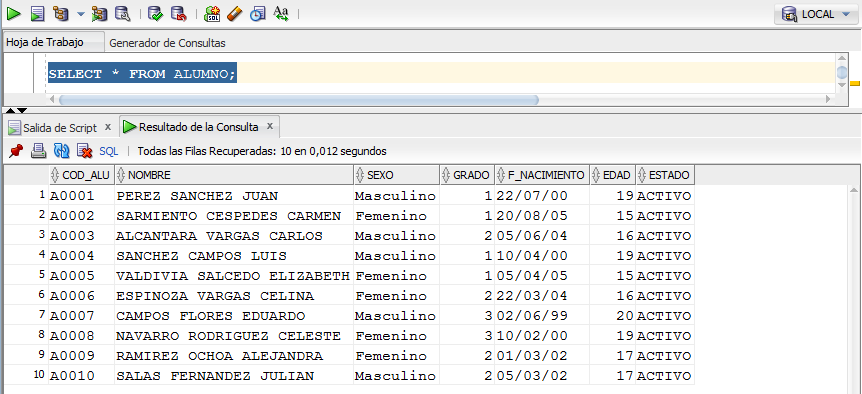 LOCAL
Hoja de Trabajo Generador de Consultas
SELECT * FROM ALUMNO;
Salida de Script x Resultado de la Consulta x
SQL | Todas las Filas Recuperadas: 10 en 0,012 segundos
COD_ALU NOMBRE SEXO GRADO F_NACIMIENTO EDAD ESTADO
1 A0001 PEREZ SANCHEZ JUAN Masculino 1 22/07/00 19 ACTIVO
2 A0002 SARMIENTO CESPEDES CARMEN Femenino 1 20/08/05 15 ACTIVO
3 A0003 ALCANTARA VARGAS CARLOS Masculino 2 05/06/04 16 ACTIVO
4 A0004 SANCHEZ CAMPOS LUIS Masculino 1 10/04/00 19 ACTIVO
5 A0005 VALDIVIA SALCEDO ELIZABETH Femenino 1 05/04/05 15 ACTIVO
6 A0006 ESPINOZA VARGAS CELINA Femenino 2 22/03/04 16 ACTIVO
7 A0007 CAMPOS FLORES EDUARDO Masculino 3 02/06/99 20 ACTIVO
8 A0008 NAVARRO RODRIGUEZ CELESTE Femenino 3 10/02/00 19 ACTIVO
9 A0009 RAMIREZ OCHOA ALEJANDRA Femenino 2 01/03/02 17 ACTIVO
10 A0010 SALAS FERNANDEZ JULIAN Masculino 2 05/03/02 17 ACTIVO